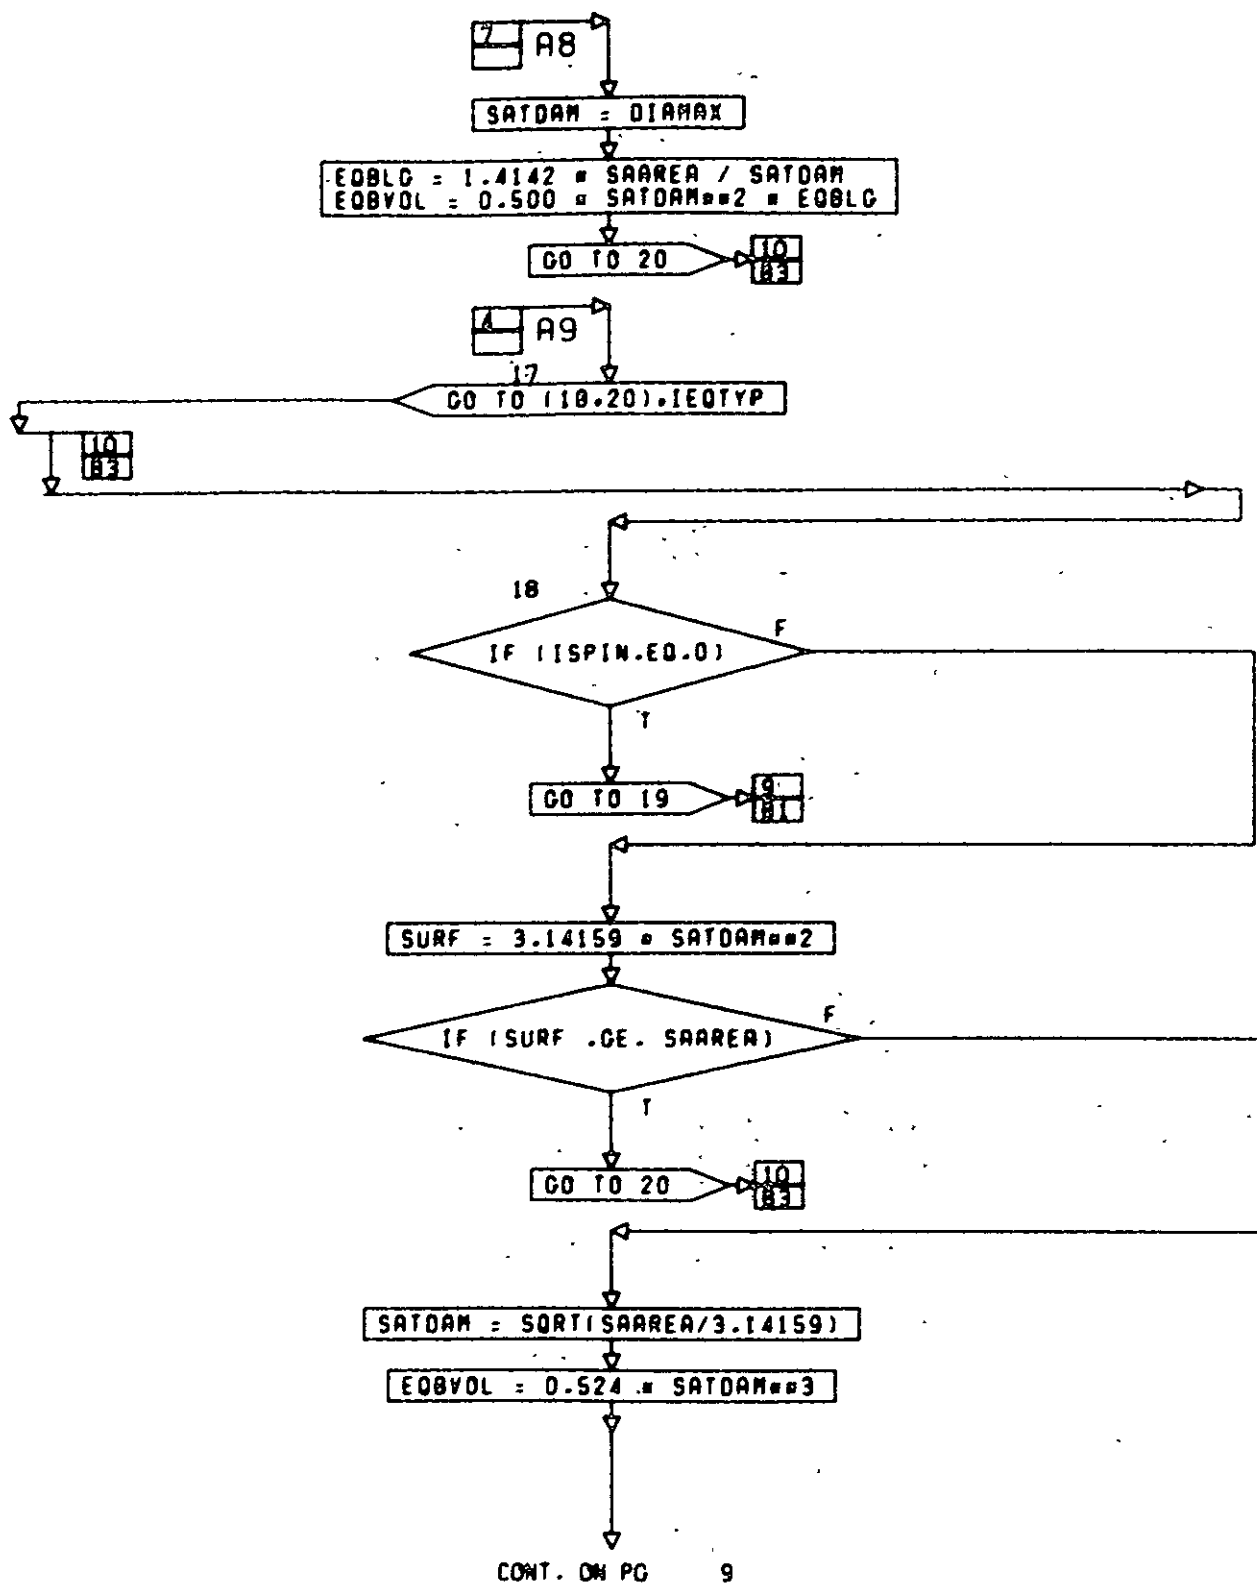 7
A8
SATDAM = DIAMAX
EQBLG = 1.4142 * SAAREA / SATDAM
EQBVOL = 0.500 * SATDAM**2 * EQBLG
GO TO 20
10
B3
4
A9
17
GO TO (18,20),IEQTYP
10
B3
18
IF (ISPIN.EQ.0)
F
T
GO TO 19
9
B1
SURF = 3.14159 * SATDAM**2
IF (SURF .GE. SAAREA)
F
T
GO TO 20
10
B3
SATDAM = SQRT(SAAREA/3.14159)
EQBVOL = 0.524 * SATDAM**3
CONT. ON PG 9